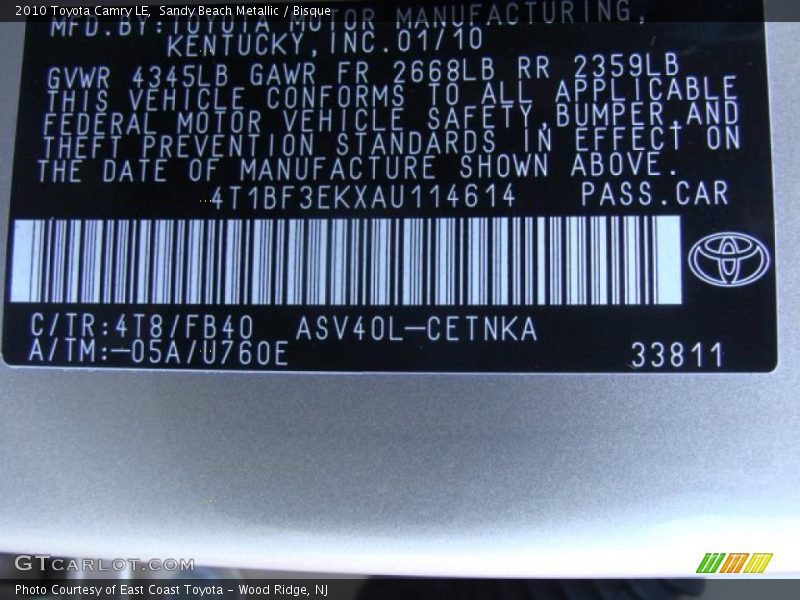 2010 Toyota Camry LE, Sandy Beach Metallic / Bisque
MFD.BY:TOYOTA MOTOR MANUFACTURING,
KENTUCKY,INC.01/10
GVWR 4345LB GAWR FR 2668LB RR 2359LB
THIS VEHICLE CONFORMS TO ALL APPLICABLE
FEDERAL MOTOR VEHICLE SAFETY,BUMPER,AND
THEFT PREVENTION STANDARDS IN EFFECT ON
THE DATE OF MANUFACTURE SHOWN ABOVE.
4T1BF3EKXAU114614 PASS.CAR
C/TR:4T8/FB40 ASV40L-CETNKA
A/TM:-05A/U760E
33811
GTCARLOT.COM
Photo Courtesy of East Coast Toyota - Wood Ridge, NJ